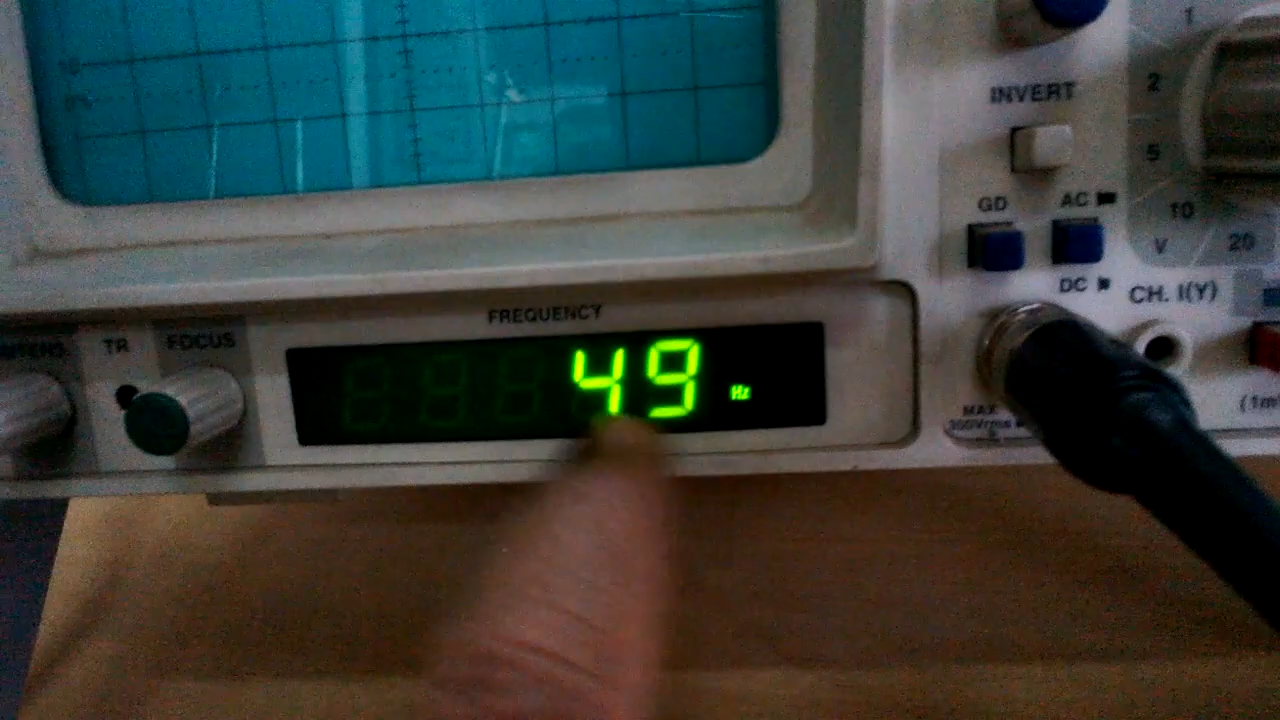 1
INVERT
2
5
GD
AC
10
V
20
DC
CH. I(Y)
FREQUENCY
TR
FOCUS
49 Hz
MAX
300Vrms